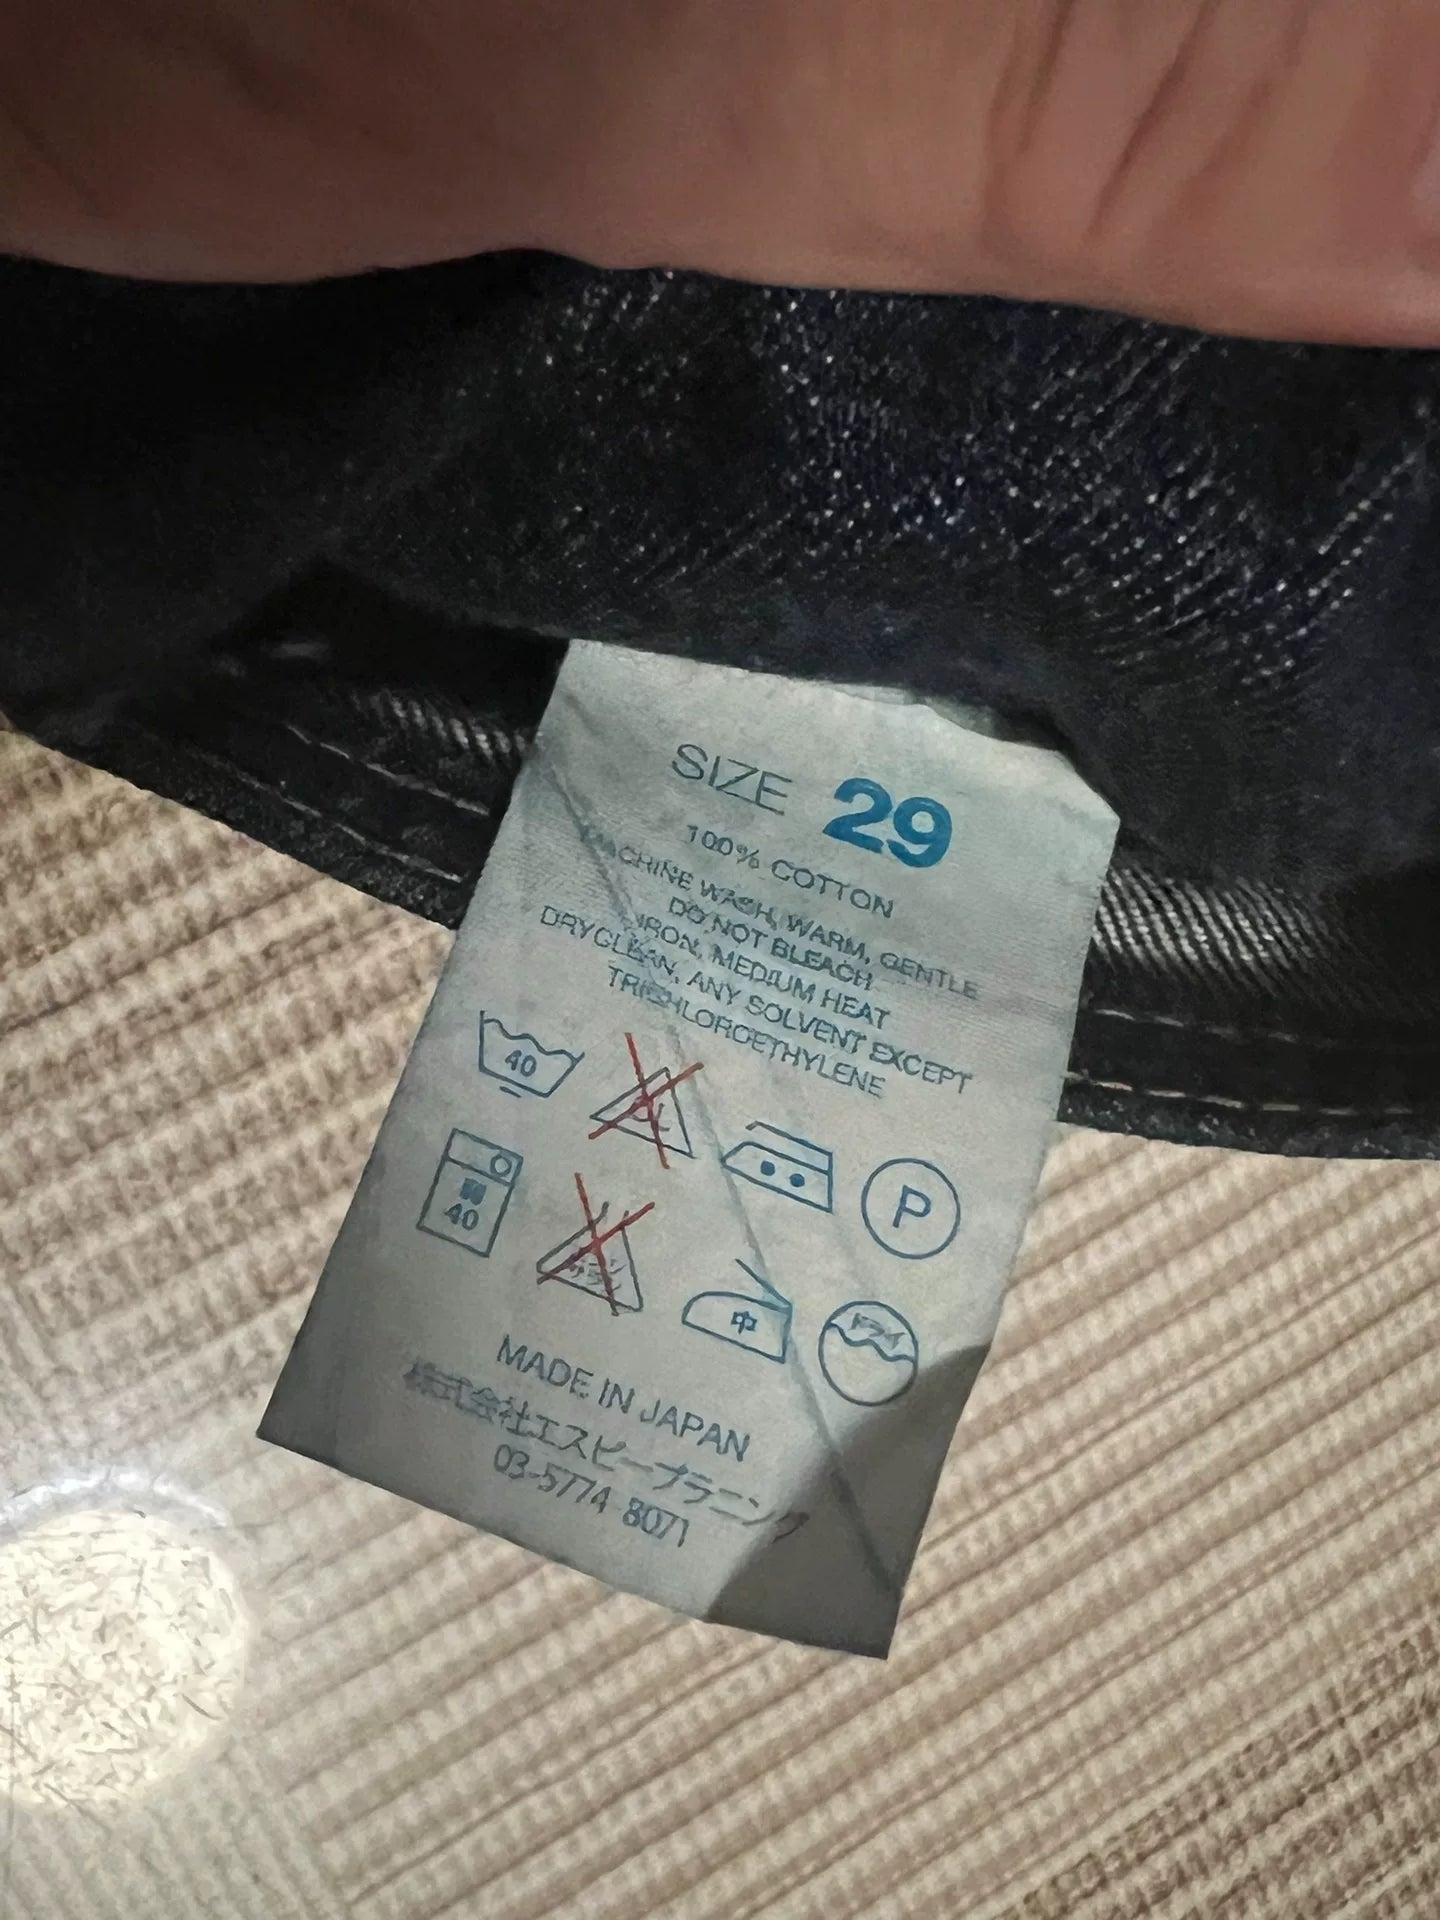 SIZE 29
100% COTTON
MACHINE WASH, WARM, GENTLE
DO NOT BLEACH
IRON, MEDIUM HEAT
DRYCLEAN, ANY SOLVENT EXCEPT
TRICHLOROETHYLENE
40
P
40
中
ドライ
MADE IN JAPAN
株式会社エスピープラニング
03-5774-8071